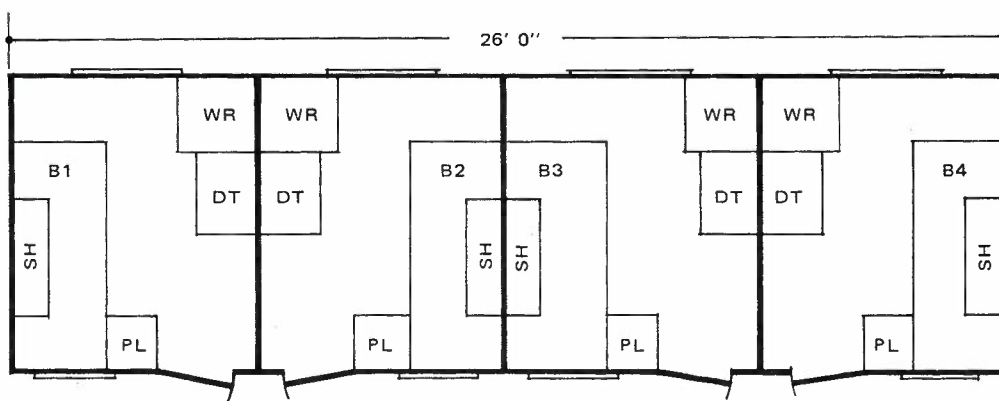 26' 0''
WR WR WR WR
B1 B2 B3 B4
DT DT DT DT
SH SH SH SH
PL PL PL PL